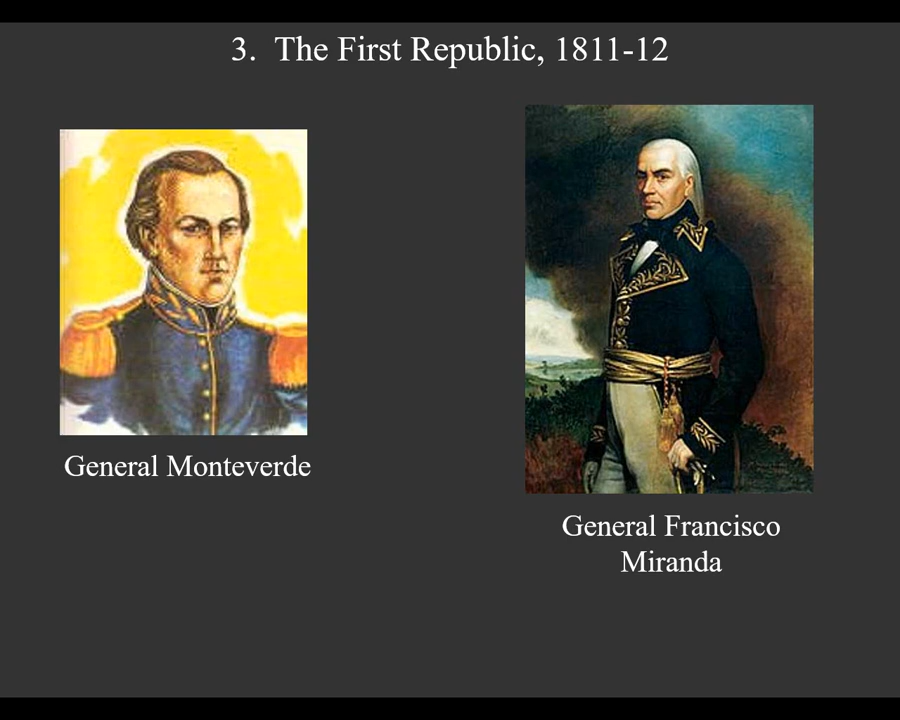 3. The First Republic, 1811-12
General Monteverde
General Francisco
Miranda